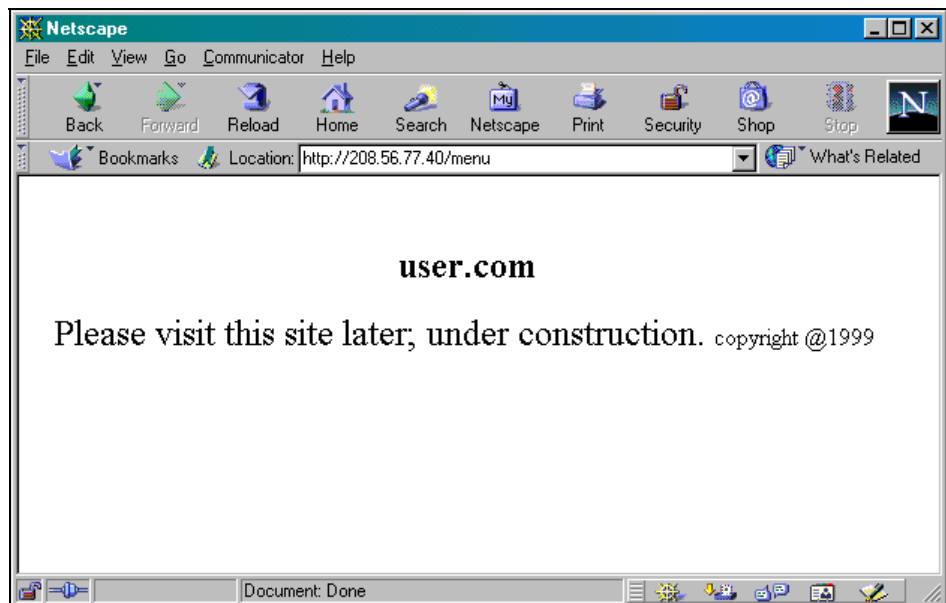 Netscape
File Edit View Go Communicator Help
My N
Back Forward Reload Home Search Netscape Print Security Shop Stop
Bookmarks Location: http://208.56.77.40/menu What's Related
user.com
Please visit this site later; under construction. copyright @1999
Document: Done